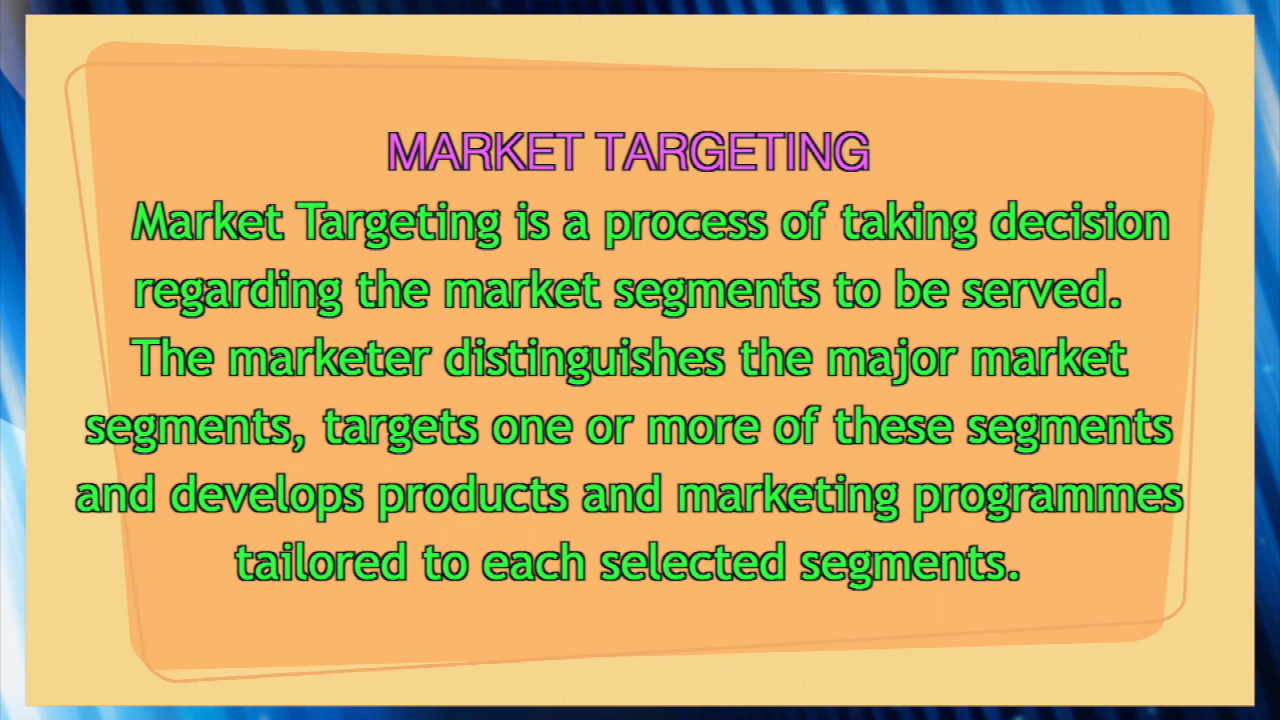 MARKET TARGETING
Market Targeting is a process of taking decision
regarding the market segments to be served.
The marketer distinguishes the major market
segments, targets one or more of these segments
and develops products and marketing programmes
tailored to each selected segments.